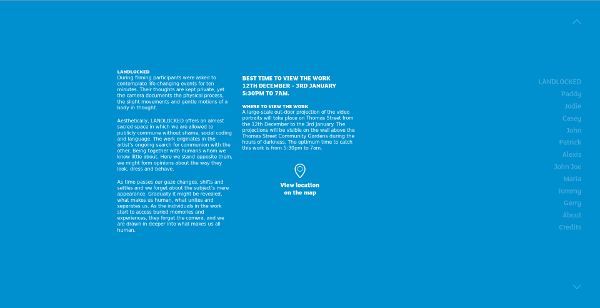 LANDLOCKED
During filming participants were asked to
contemplate life-changing events for ten
minutes. Their thoughts are kept private, yet
the camera documents the physical process,
the slight movements and gentle motions of a
body in thought.
Aesthetically, LANDLOCKED offers an almost
sacred space in which we are allowed to
publicly commune without shame, social coding
and language. The work originates in the
artist's ongoing search for communion with the
other. Being together with humans whom we
know little about. Here we stand opposite them,
we might form opinions about the way they
look, dress and behave.
As time passes our gaze changes, shifts and
settles and we forget about the subject's mere
appearance. Gradually it might be revealed,
what makes us human, what unites and
separates us. As the individuals in the work
start to access buried memories and
experiences, they forget the camera, and we
are drawn in deeper into what makes us all
human.
BEST TIME TO VIEW THE WORK
12TH DECEMBER - 3RD JANUARY
5:30PM TO 7AM.
WHERE TO VIEW THE WORK
A large-scale out-door projection of the video
portraits will take place on Thomas Street from
the 12th December to the 3rd January. The
projections will be visible on the wall above the
Thomas Street Community Gardens during the
hours of darkness. The optimum time to catch
this work is from 5:30pm to 7am.
View location
on the map
LANDLOCKED
Paddy
Jodie
Casey
John
Patrick
Alexis
John Joe
Maria
Tommy
Gerry
About
Credits